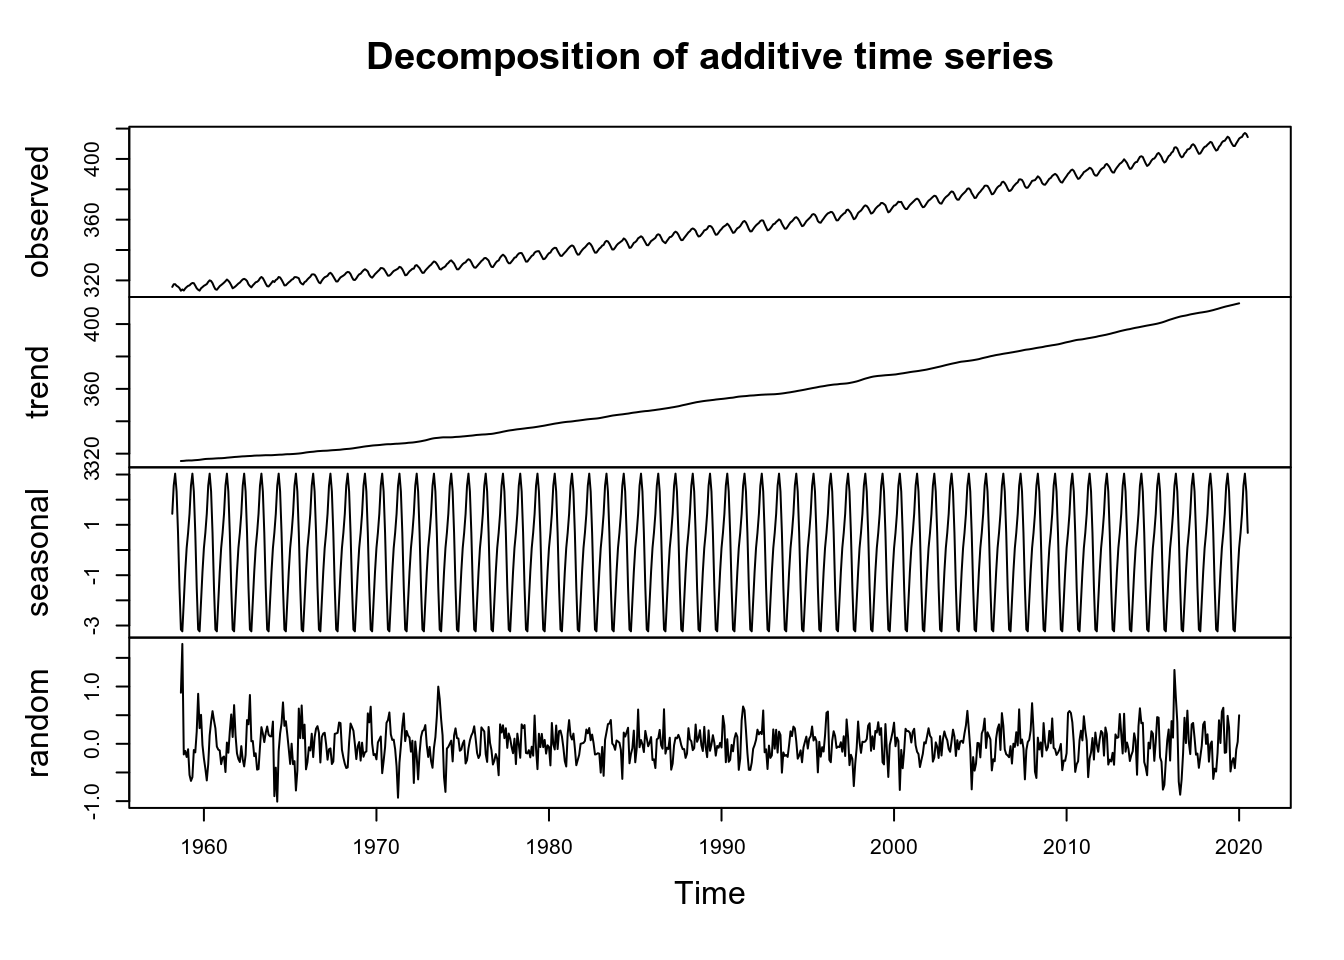 Decomposition of additive time series
observed
320 360 400
trend
320 360 400
seasonal
-3 -1 1 3
random
-1.0 0.0 1.0
1960 1970 1980 1990 2000 2010 2020
Time